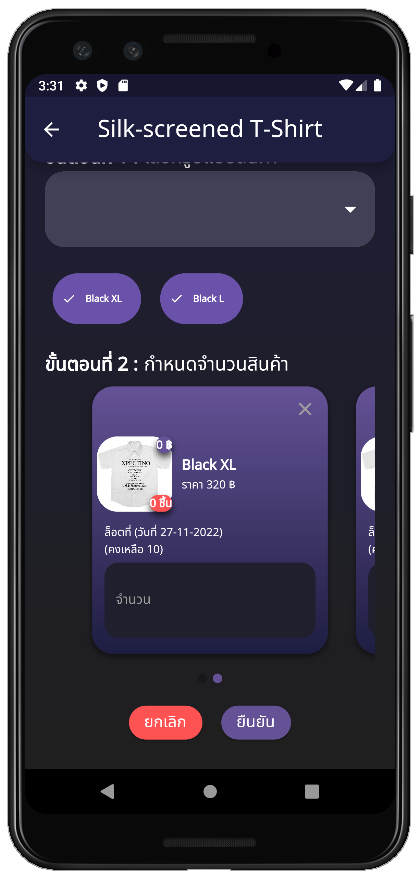 3:31
Silk-screened T-Shirt
Black XL
Black L
ขั้นตอนที่ 2 : กำหนดจำนวนสินค้า
0 ฿
XPECTINO
Black XL
ราคา 320 ฿
0 ชิ้น
ล็อตที่ (วันที่ 27-11-2022)
(คงเหลือ 10)
จำนวน
ยกเลิก
ยืนยัน